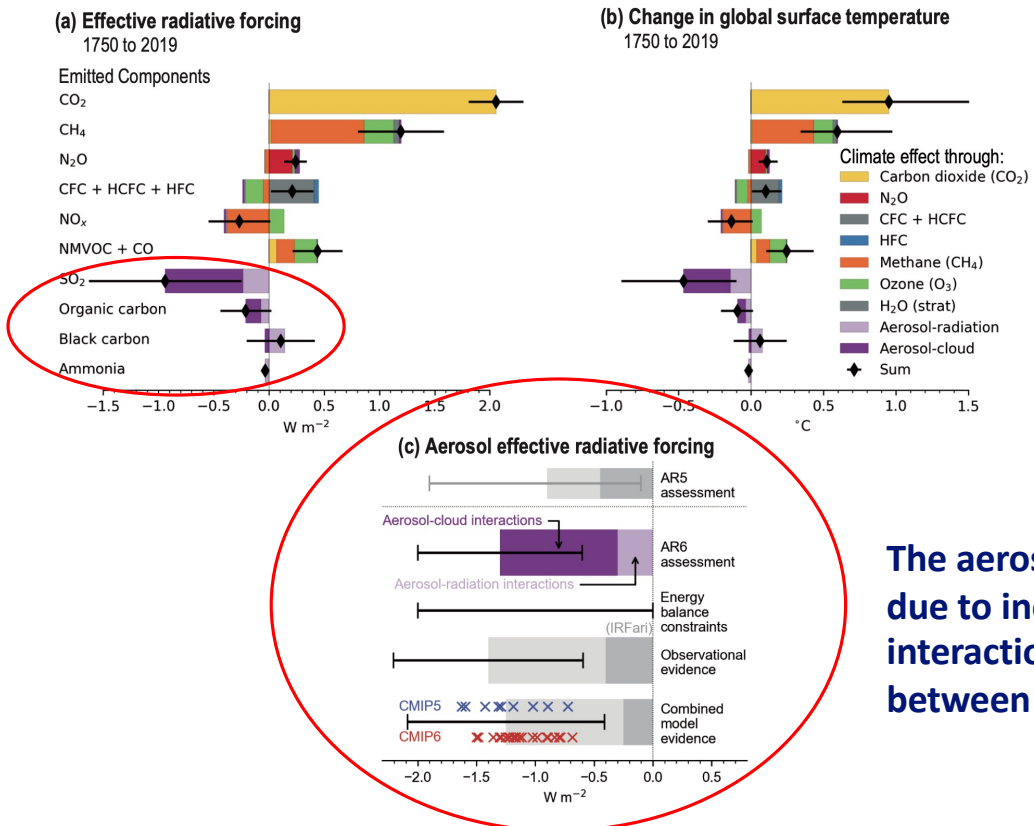 (a) Effective radiative forcing
1750 to 2019
Emitted Components
CO₂
CH₄
N₂O
CFC + HCFC + HFC
NOₓ
NMVOC + CO
SO₂
Organic carbon
Black carbon
Ammonia
−1.5 −1.0 −0.5 0.0 0.5 1.0 1.5 2.0
W m⁻²
(b) Change in global surface temperature
1750 to 2019
Climate effect through:
Carbon dioxide (CO₂)
N₂O
CFC + HCFC
HFC
Methane (CH₄)
Ozone (O₃)
H₂O (strat)
Aerosol-radiation
Aerosol-cloud
Sum
−1.0 −0.5 0.0 0.5 1.0 1.5
°C
(c) Aerosol effective radiative forcing
AR5
assessment
Aerosol-cloud interactions
AR6
assessment
Aerosol-radiation interactions
Energy
balance
constraints
(IRFari)
Observational
evidence
CMIP5
Combined
model
evidence
CMIP6
−2.0 −1.5 −1.0 −0.5 0.0 0.5
W m⁻²
The aeros
due to in
interactio
between